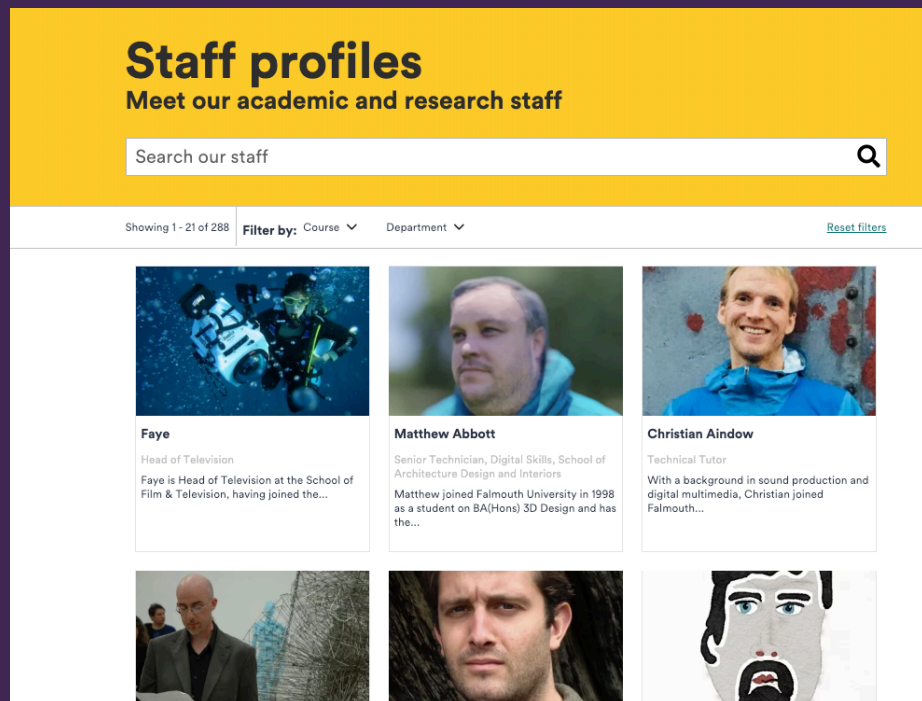 Staff profiles
Meet our academic and research staff
Search our staff
Showing 1 - 21 of 288 Filter by: Course Department Reset filters
Faye
Head of Television
Faye is Head of Television at the School of
Film & Television, having joined the...
Matthew Abbott
Senior Technician, Digital Skills, School of
Architecture Design and Interiors
Matthew joined Falmouth University in 1998
as a student on BA(Hons) 3D Design and has
the...
Christian Aindow
Technical Tutor
With a background in sound production and
digital multimedia, Christian joined
Falmouth...